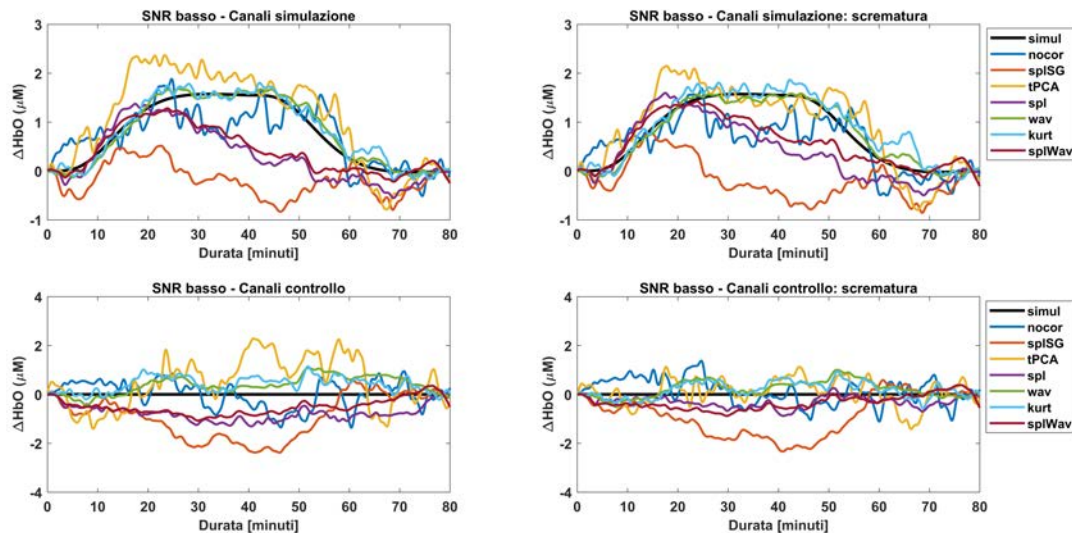 SNR basso - Canali simulazione
3
2
1
0
-1
ΔHbO (μM)
0 10 20 30 40 50 60 70 80
Durata [minuti]
SNR basso - Canali simulazione: scrematura
3
2
1
0
-1
ΔHbO (μM)
0 10 20 30 40 50 60 70 80
Durata [minuti]
simul
nocor
splSG
tPCA
spl
wav
kurt
splWav
SNR basso - Canali controllo
4
2
0
-2
-4
ΔHbO (μM)
0 10 20 30 40 50 60 70 80
Durata [minuti]
SNR basso - Canali controllo: scrematura
4
2
0
-2
-4
ΔHbO (μM)
0 10 20 30 40 50 60 70 80
Durata [minuti]
simul
nocor
splSG
tPCA
spl
wav
kurt
splWav